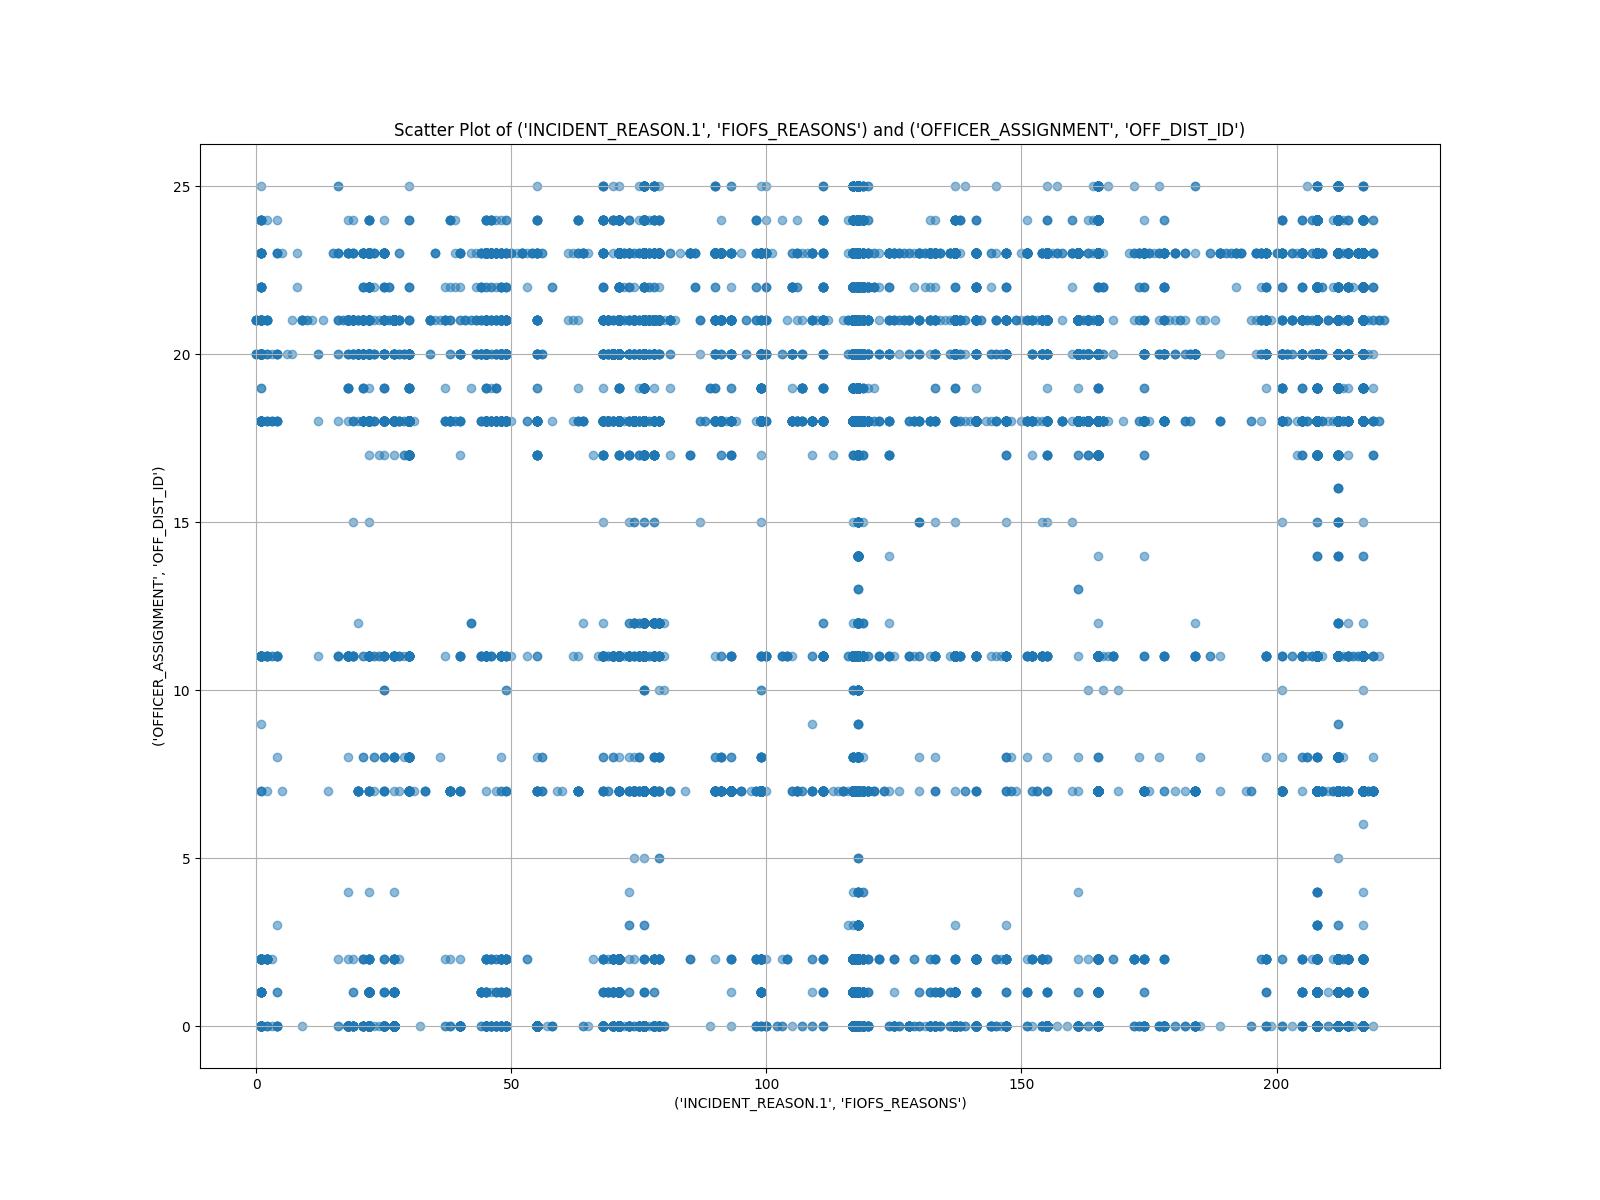 Scatter Plot of ('INCIDENT_REASON.1', 'FIOFS_REASONS') and ('OFFICER_ASSIGNMENT', 'OFF_DIST_ID')
('OFFICER_ASSIGNMENT', 'OFF_DIST_ID')
25
20
15
10
5
0
0 50 100 150 200
('INCIDENT_REASON.1', 'FIOFS_REASONS')